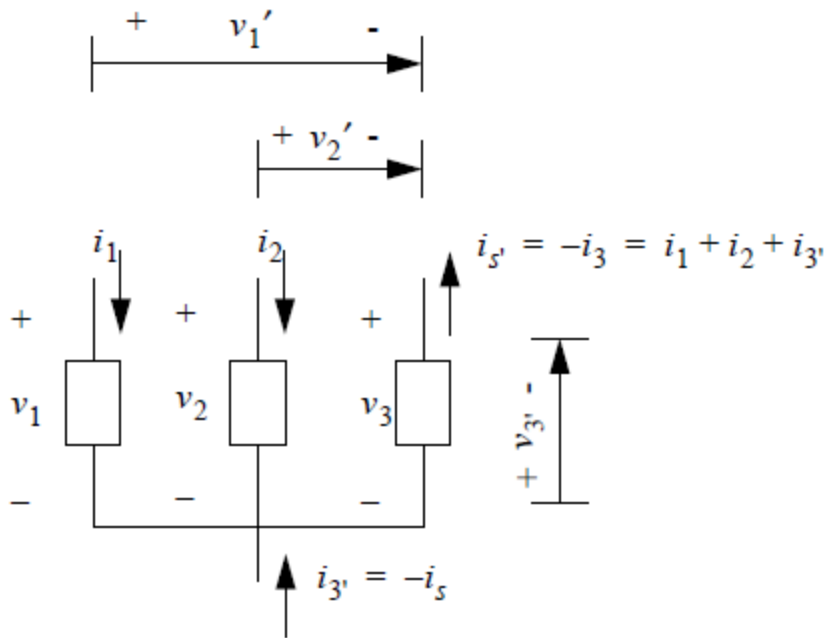 + v₁′ -
+ v₂′ -
i₁ i₂ iₛ' = –i₃ = i₁ + i₂ + i₃'
+ + +
v₁ v₂ v₃ + v₃' -
– – –
i₃' = –iₛ